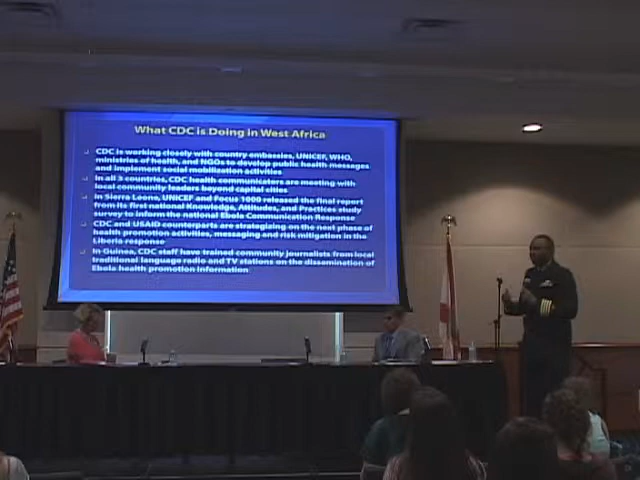 What CDC is Doing in West Africa
CDC is working closely with country embassies, UNICEF, WHO,
ministries of health, and NGOs to develop public health messages
and implement social mobilization activities
In all 3 countries, CDC health communicators are meeting with
local community leaders beyond capital cities
In Sierra Leone, UNICEF and Focus 1000 released the final report
from its first national Knowledge, Attitudes, and Practices study
survey to inform the national Ebola Communication Response
CDC and USAID counterparts are strategizing on the next phase of
health promotion activities, messaging and risk mitigation in the
Liberia response
In Guinea, CDC staff have trained community journalists from local
traditional language radio and TV stations on the dissemination of
Ebola health promotion information